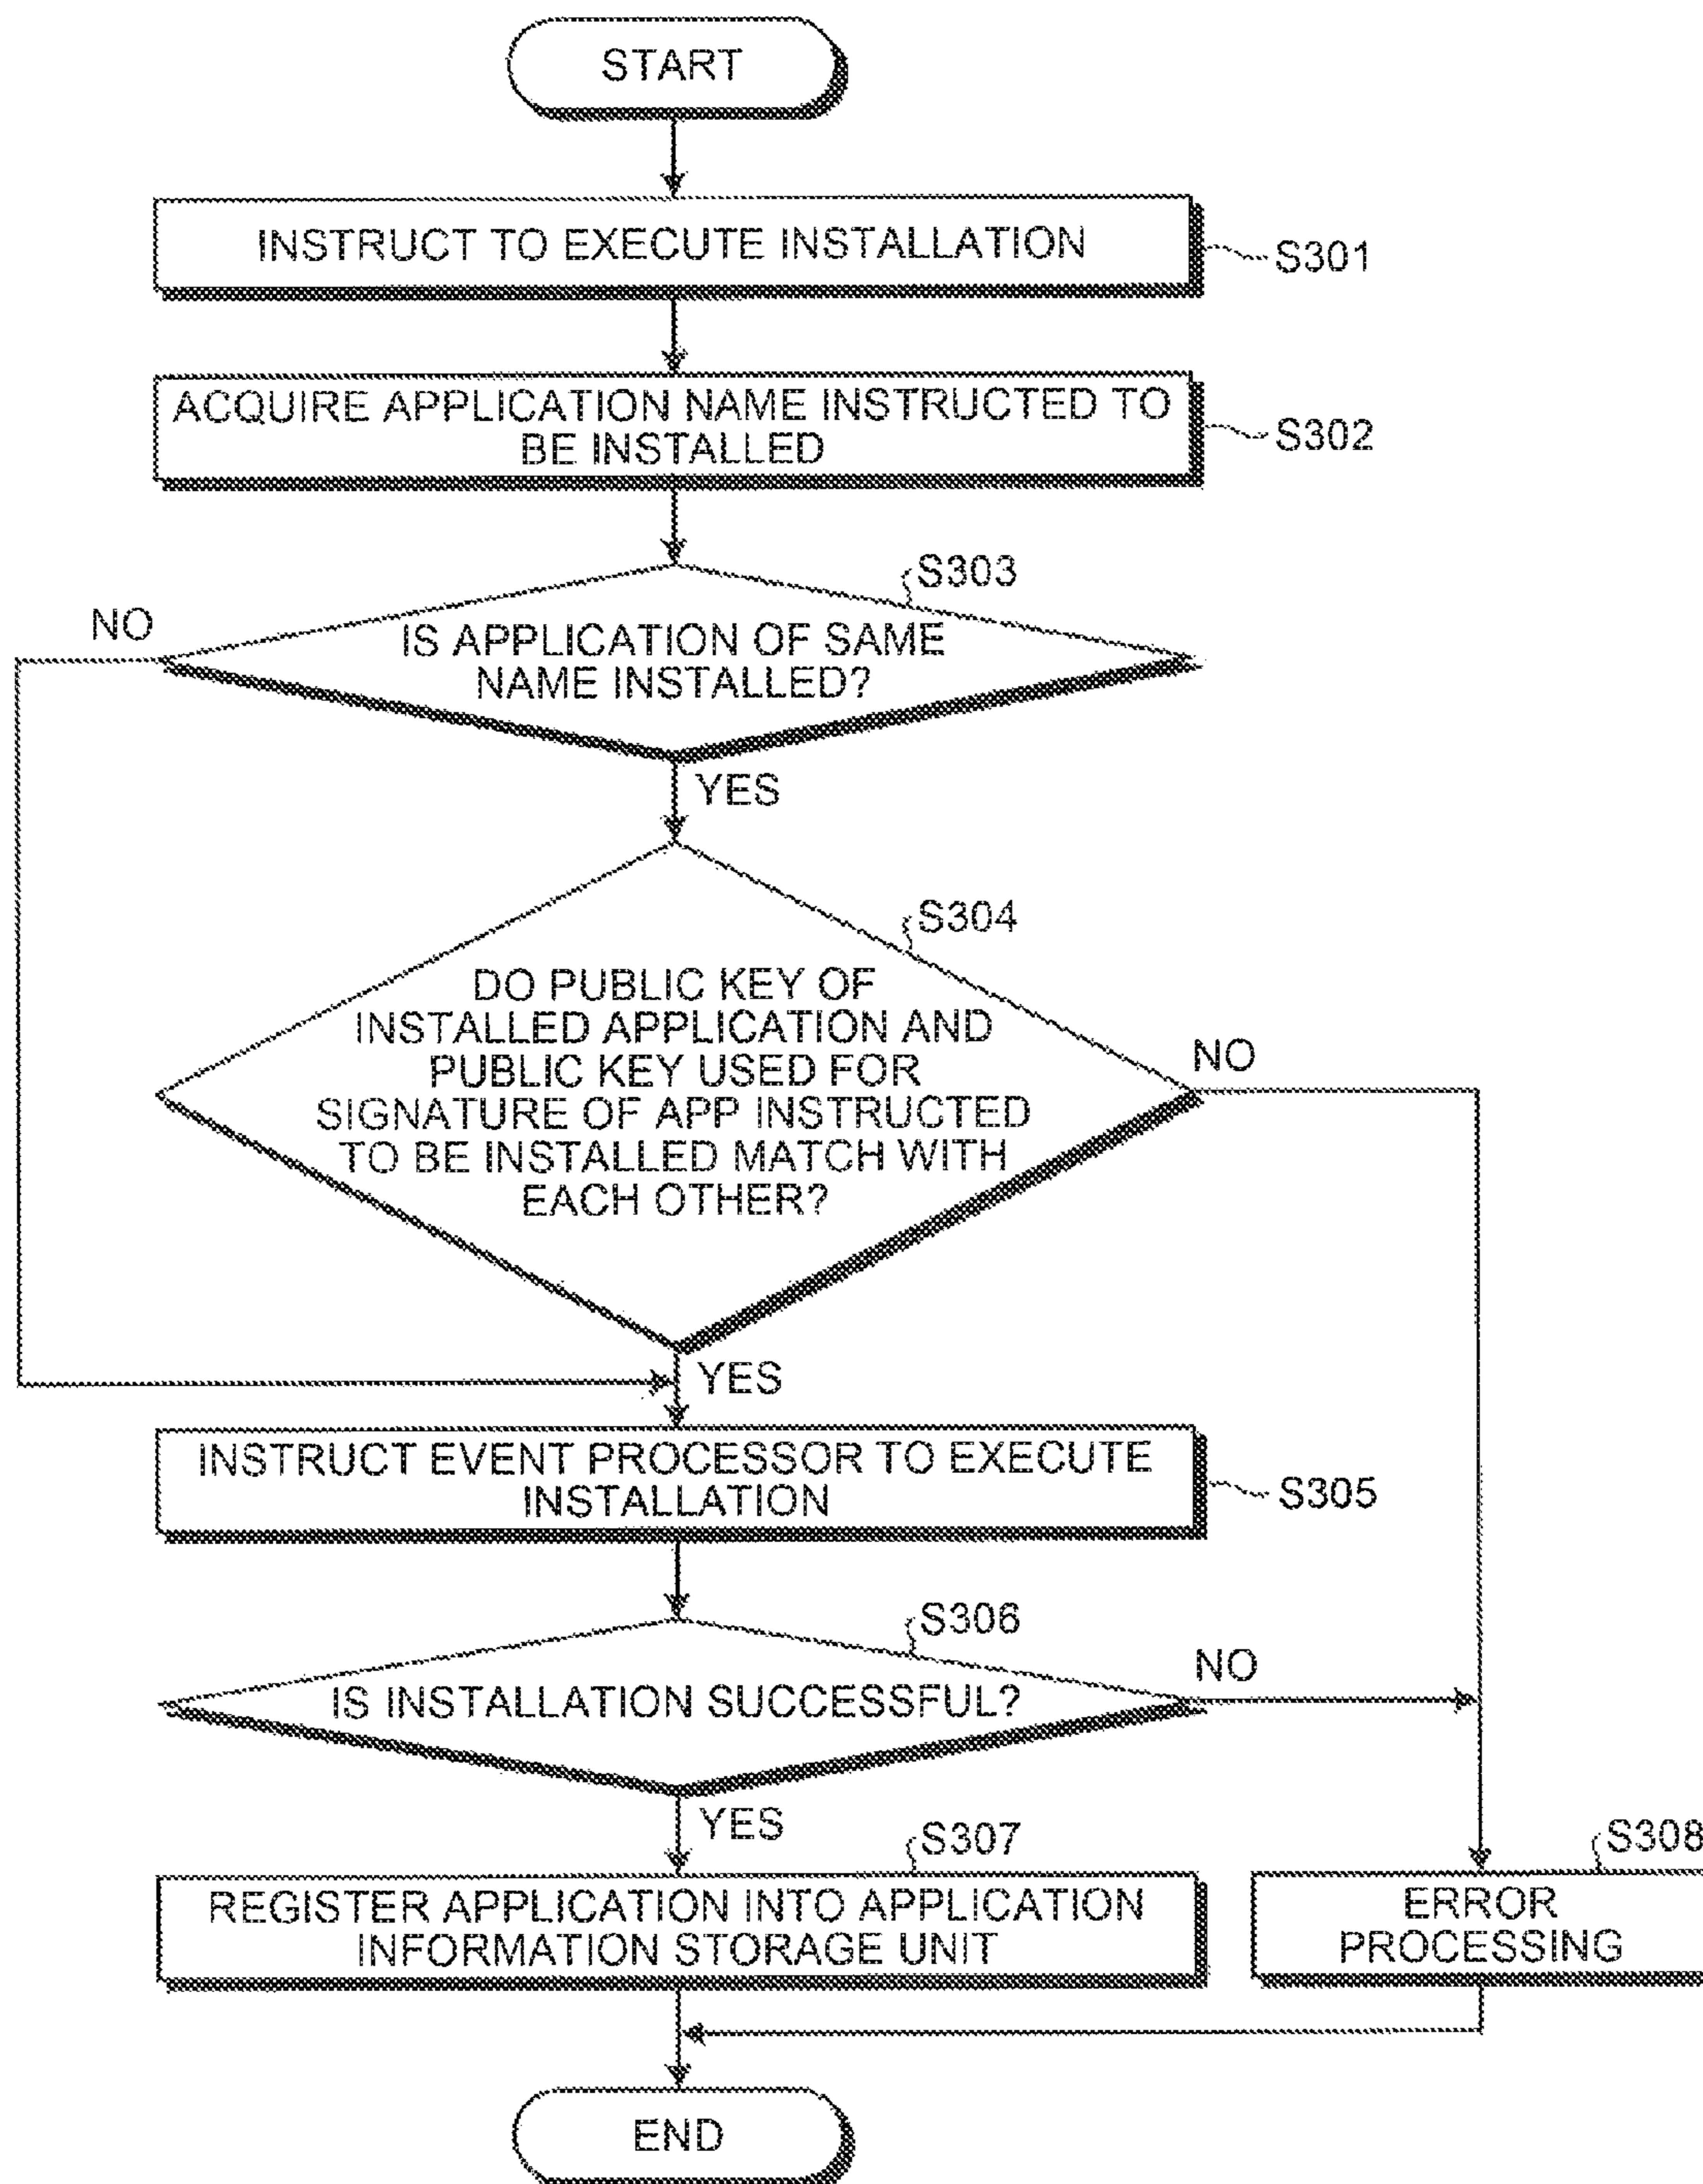 START
INSTRUCT TO EXECUTE INSTALLATION
S301
ACQUIRE APPLICATION NAME INSTRUCTED TO
BE INSTALLED
S302
S303
NO
IS APPLICATION OF SAME
NAME INSTALLED?
YES
S304
DO PUBLIC KEY OF
INSTALLED APPLICATION AND
PUBLIC KEY USED FOR
SIGNATURE OF APP INSTRUCTED
TO BE INSTALLED MATCH WITH
EACH OTHER?
NO
YES
INSTRUCT EVENT PROCESSOR TO EXECUTE
INSTALLATION
S305
S306
IS INSTALLATION SUCCESSFUL?
NO
YES
S307
REGISTER APPLICATION INTO APPLICATION
INFORMATION STORAGE UNIT
S308
ERROR
PROCESSING
END